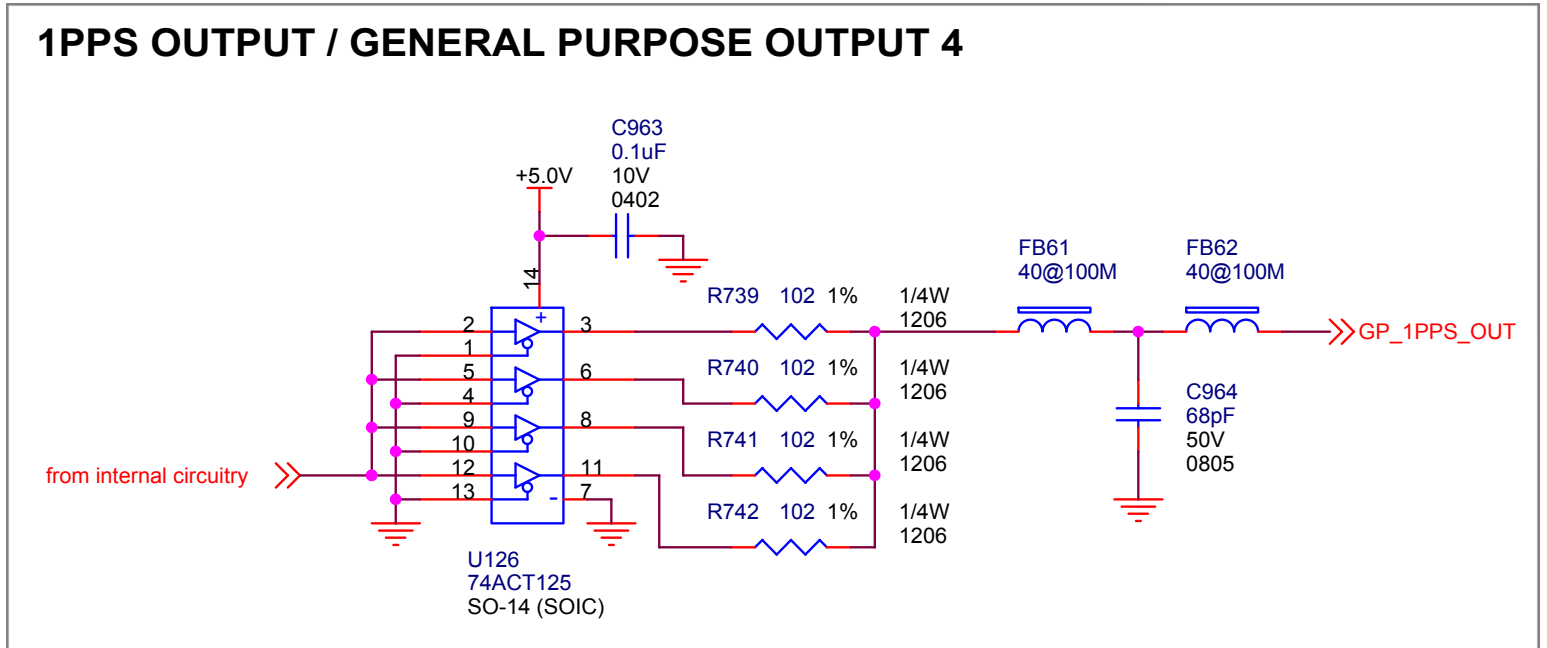 1PPS OUTPUT / GENERAL PURPOSE OUTPUT 4
C963
0.1uF
10V
0402
+5.0V
14
+
2
3
1
5
6
4
9
8
10
12
11
13
-
7
from internal circuitry
U126
74ACT125
SO-14 (SOIC)
R739 102 1% 1/4W
1206
R740 102 1% 1/4W
1206
R741 102 1% 1/4W
1206
R742 102 1% 1/4W
1206
FB61
40@100M
FB62
40@100M
GP_1PPS_OUT
C964
68pF
50V
0805